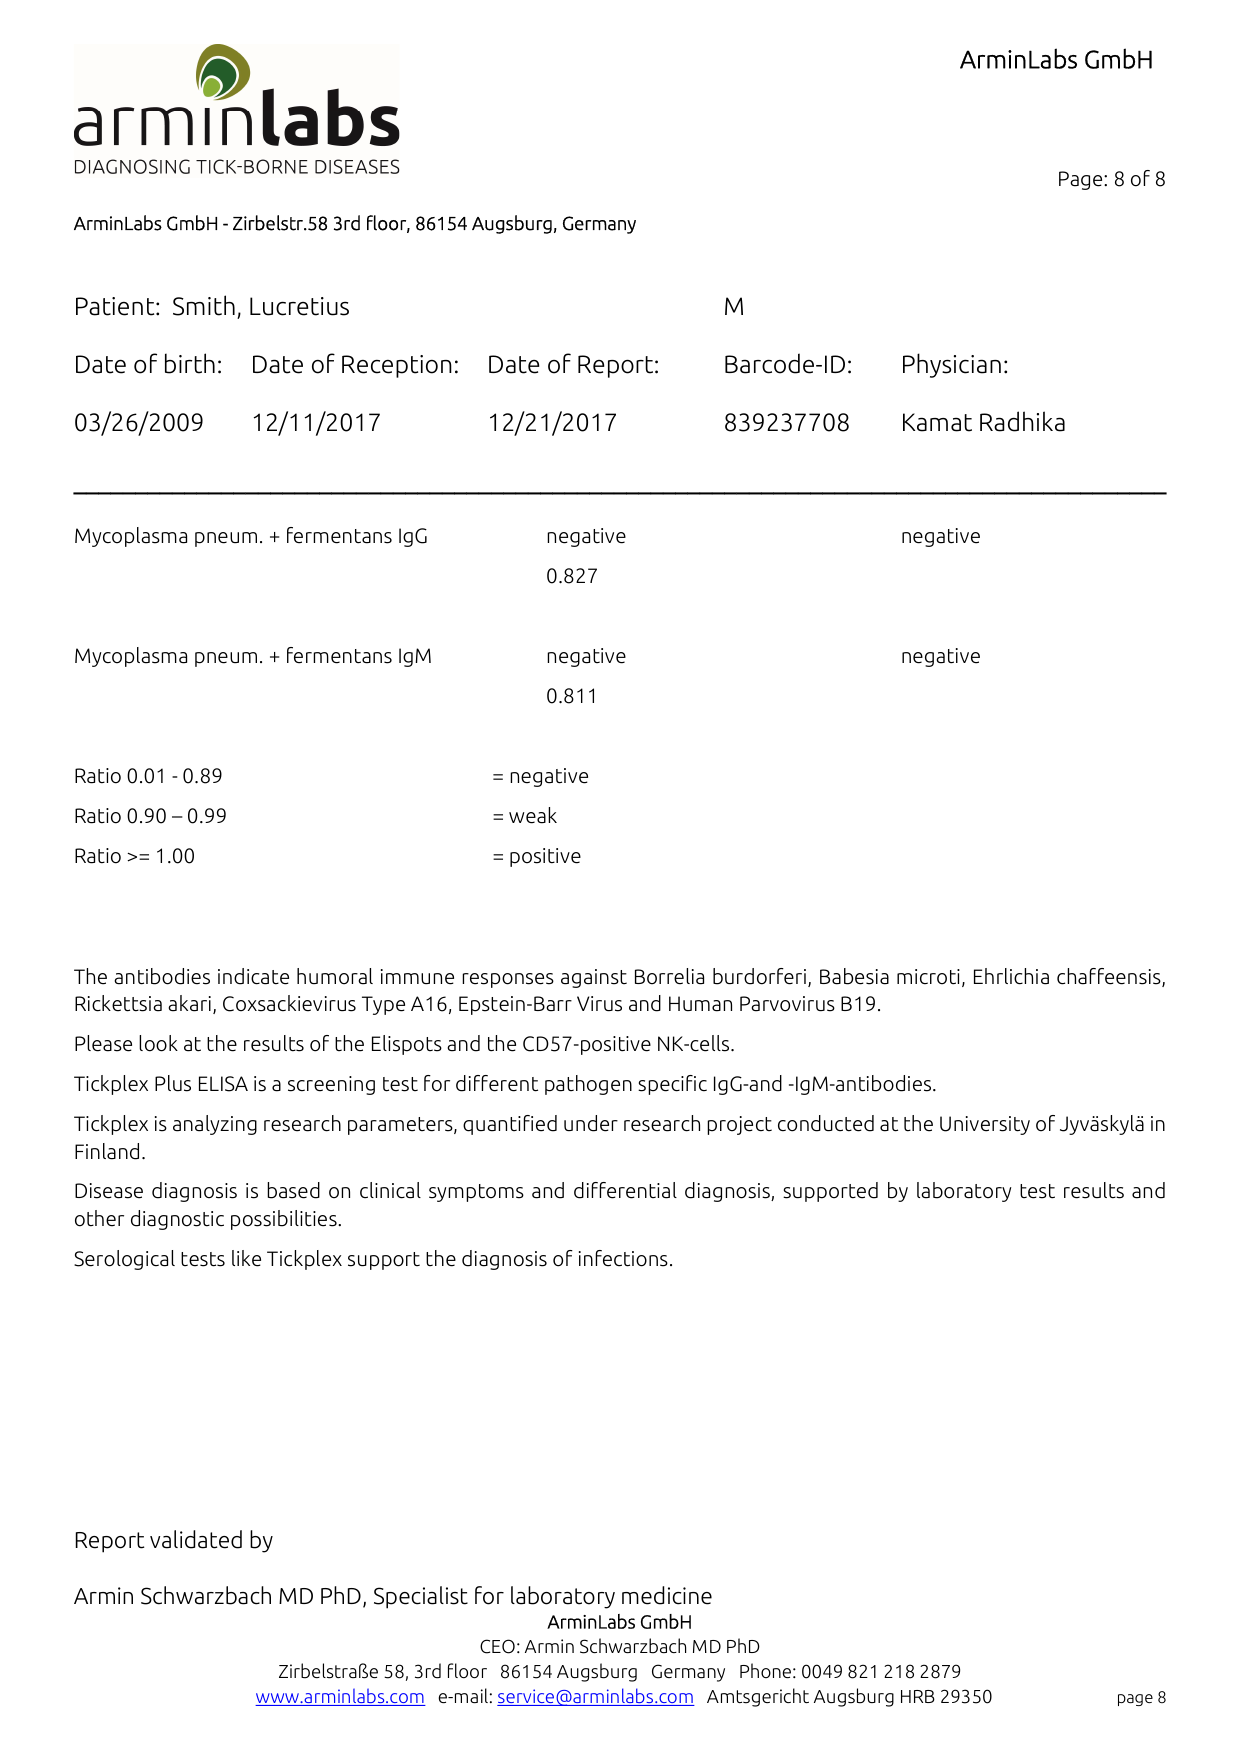 arminlabs
DIAGNOSING TICK-BORNE DISEASES
ArminLabs GmbH
Page: 8 of 8
ArminLabs GmbH - Zirbelstr.58 3rd floor, 86154 Augsburg, Germany
Patient: Smith, Lucretius M
Date of birth: Date of Reception: Date of Report: Barcode-ID: Physician:
03/26/2009 12/11/2017 12/21/2017 839237708 Kamat Radhika
Mycoplasma pneum. + fermentans IgG negative negative
0.827
Mycoplasma pneum. + fermentans IgM negative negative
0.811
Ratio 0.01 - 0.89 = negative
Ratio 0.90 – 0.99 = weak
Ratio >= 1.00 = positive
The antibodies indicate humoral immune responses against Borrelia burdorferi, Babesia microti, Ehrlichia chaffeensis,
Rickettsia akari, Coxsackievirus Type A16, Epstein-Barr Virus and Human Parvovirus B19.
Please look at the results of the Elispots and the CD57-positive NK-cells.
Tickplex Plus ELISA is a screening test for different pathogen specific IgG-and -IgM-antibodies.
Tickplex is analyzing research parameters, quantified under research project conducted at the University of Jyväskylä in
Finland.
Disease diagnosis is based on clinical symptoms and differential diagnosis, supported by laboratory test results and
other diagnostic possibilities.
Serological tests like Tickplex support the diagnosis of infections.
Report validated by
Armin Schwarzbach MD PhD, Specialist for laboratory medicine
ArminLabs GmbH
CEO: Armin Schwarzbach MD PhD
Zirbelstraße 58, 3rd floor 86154 Augsburg Germany Phone: 0049 821 218 2879
www.arminlabs.com e-mail: service@arminlabs.com Amtsgericht Augsburg HRB 29350 page 8